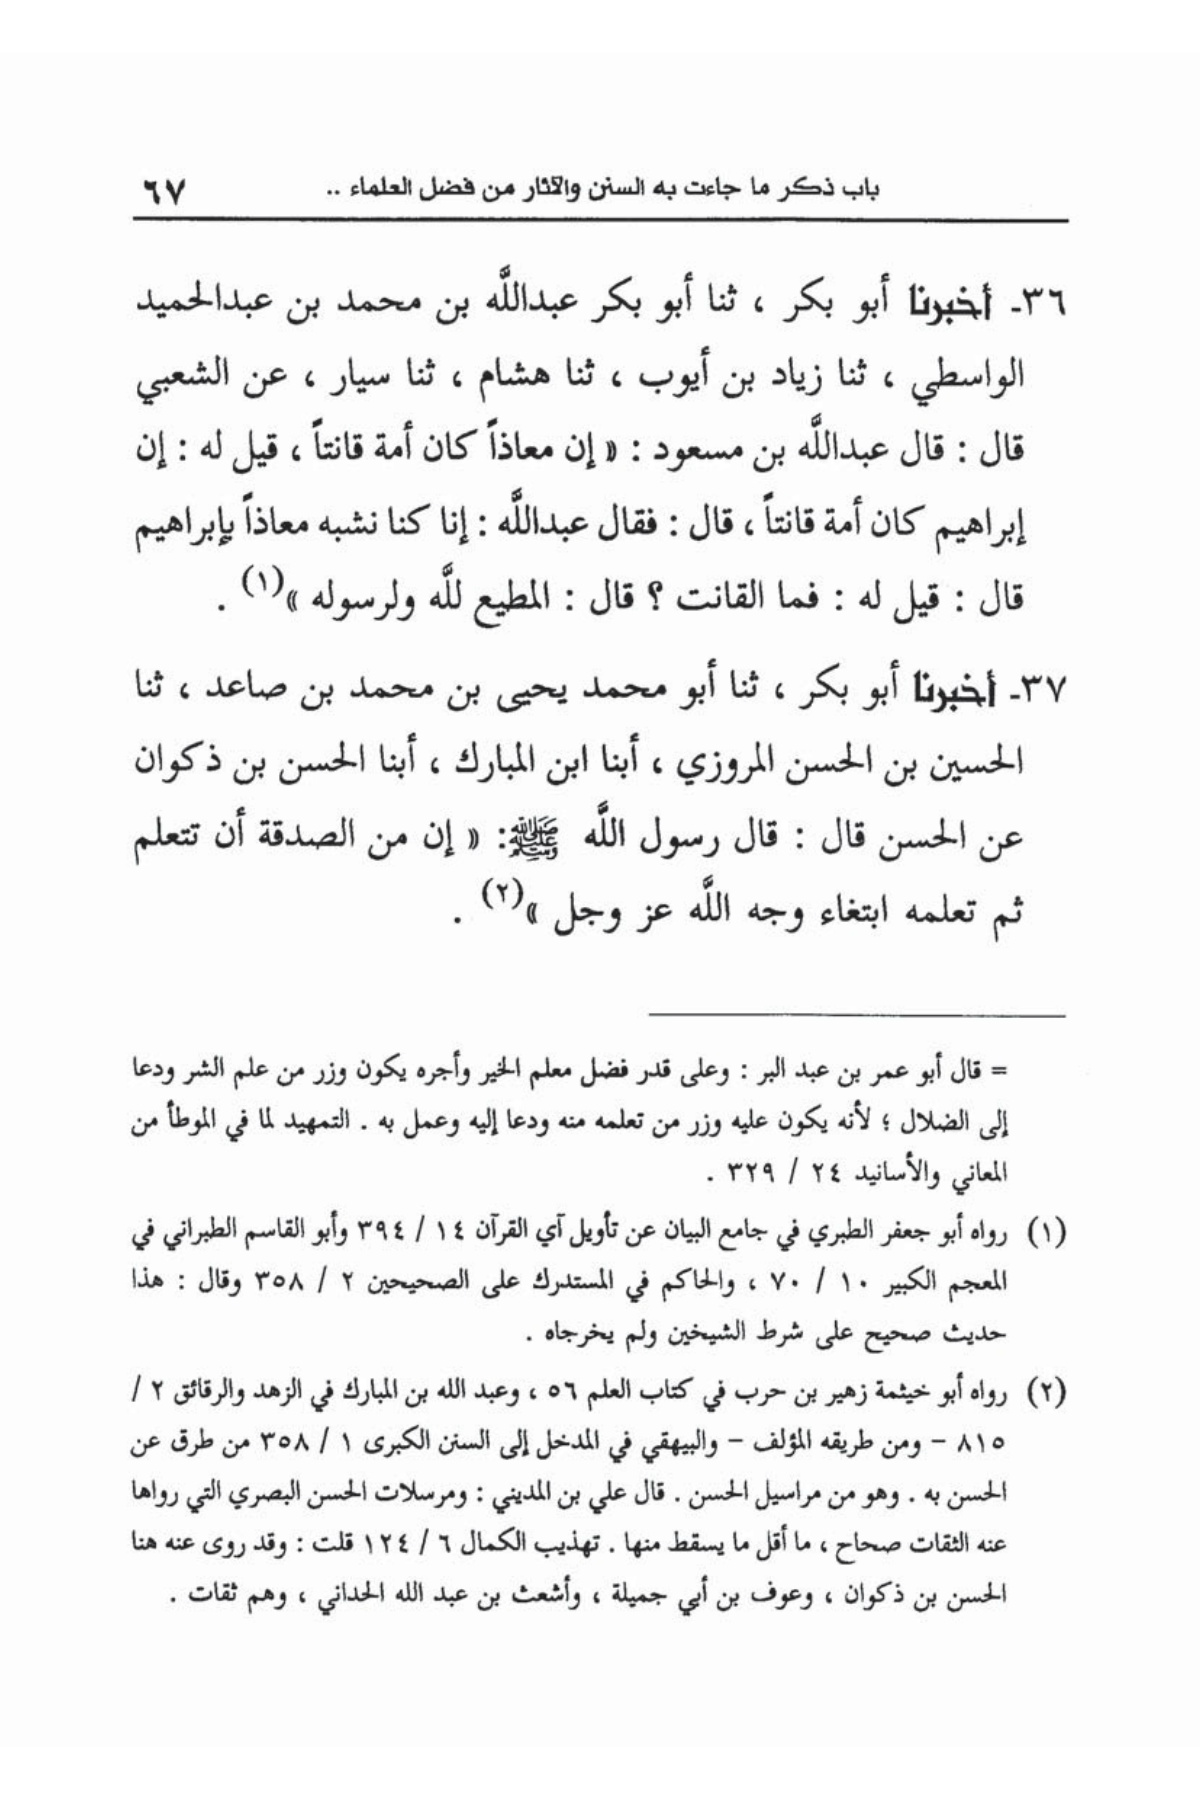 باب ذكر ما جاءت به السنن والآثار من فضل العلماء .. ٦٧
٣٦- أخبرنا أبو بكر ، ثنا أبو بكر عبداللَّه بن محمد بن عبدالحميد
الواسطي ، ثنا زياد بن أيوب ، ثنا هشام ، ثنا سيار ، عن الشعبي
قال : قال عبداللَّه بن مسعود : « إن معاذاً كان أمة قانتاً ، قيل له : إن
إبراهيم كان أمة قانتاً ، قال : فقال عبداللَّه : إنا كنا نشبه معاذاً بإبراهيم
قال : قيل له : فما القانت ؟ قال : المطيع للَّه ولرسوله »(١) .
٣٧- أخبرنا أبو بكر ، ثنا أبو محمد يحيى بن محمد بن صاعد ، ثنا
الحسين بن الحسن المروزي ، أبنا ابن المبارك ، أبنا الحسن بن ذكوان
عن الحسن قال : قال رسول اللَّه ﷺ: « إن من الصدقة أن تتعلم
ثم تعلمه ابتغاء وجه اللَّه عز وجل »(٢) .
= قال أبو عمر بن عبد البر : وعلى قدر فضل معلم الخير وأجره يكون وزر من علم الشر ودعا
إلى الضلال ؛ لأنه يكون عليه وزر من تعلمه منه ودعا إليه وعمل به . التمهيد لما في الموطأ من
المعاني والأسانيد ٢٤ / ٣٢٩ .
(١) رواه أبو جعفر الطبري في جامع البيان عن تأويل آي القرآن ١٤ / ٣٩٤ وأبو القاسم الطبراني في
المعجم الكبير ١٠ / ٧٠ ، والحاكم في المستدرك على الصحيحين ٢ / ٣٥٨ وقال : هذا
حديث صحيح على شرط الشيخين ولم يخرجاه .
(٢) رواه أبو خيثمة زهير بن حرب في كتاب العلم ٥٦ ، وعبد الله بن المبارك في الزهد والرقائق ٢ /
٨١٥ – ومن طريقه المؤلف – والبيهقي في المدخل إلى السنن الكبرى ١ / ٣٥٨ من طرق عن
الحسن به . وهو من مراسيل الحسن . قال علي بن المديني : ومرسلات الحسن البصري التي رواها
عنه الثقات صحاح ، ما أقل ما يسقط منها . تهذيب الكمال ٦ / ١٢٤ قلت : وقد روى عنه هنا
الحسن بن ذكوان ، وعوف بن أبي جميلة ، وأشعث بن عبد الله الحداني ، وهم ثقات .